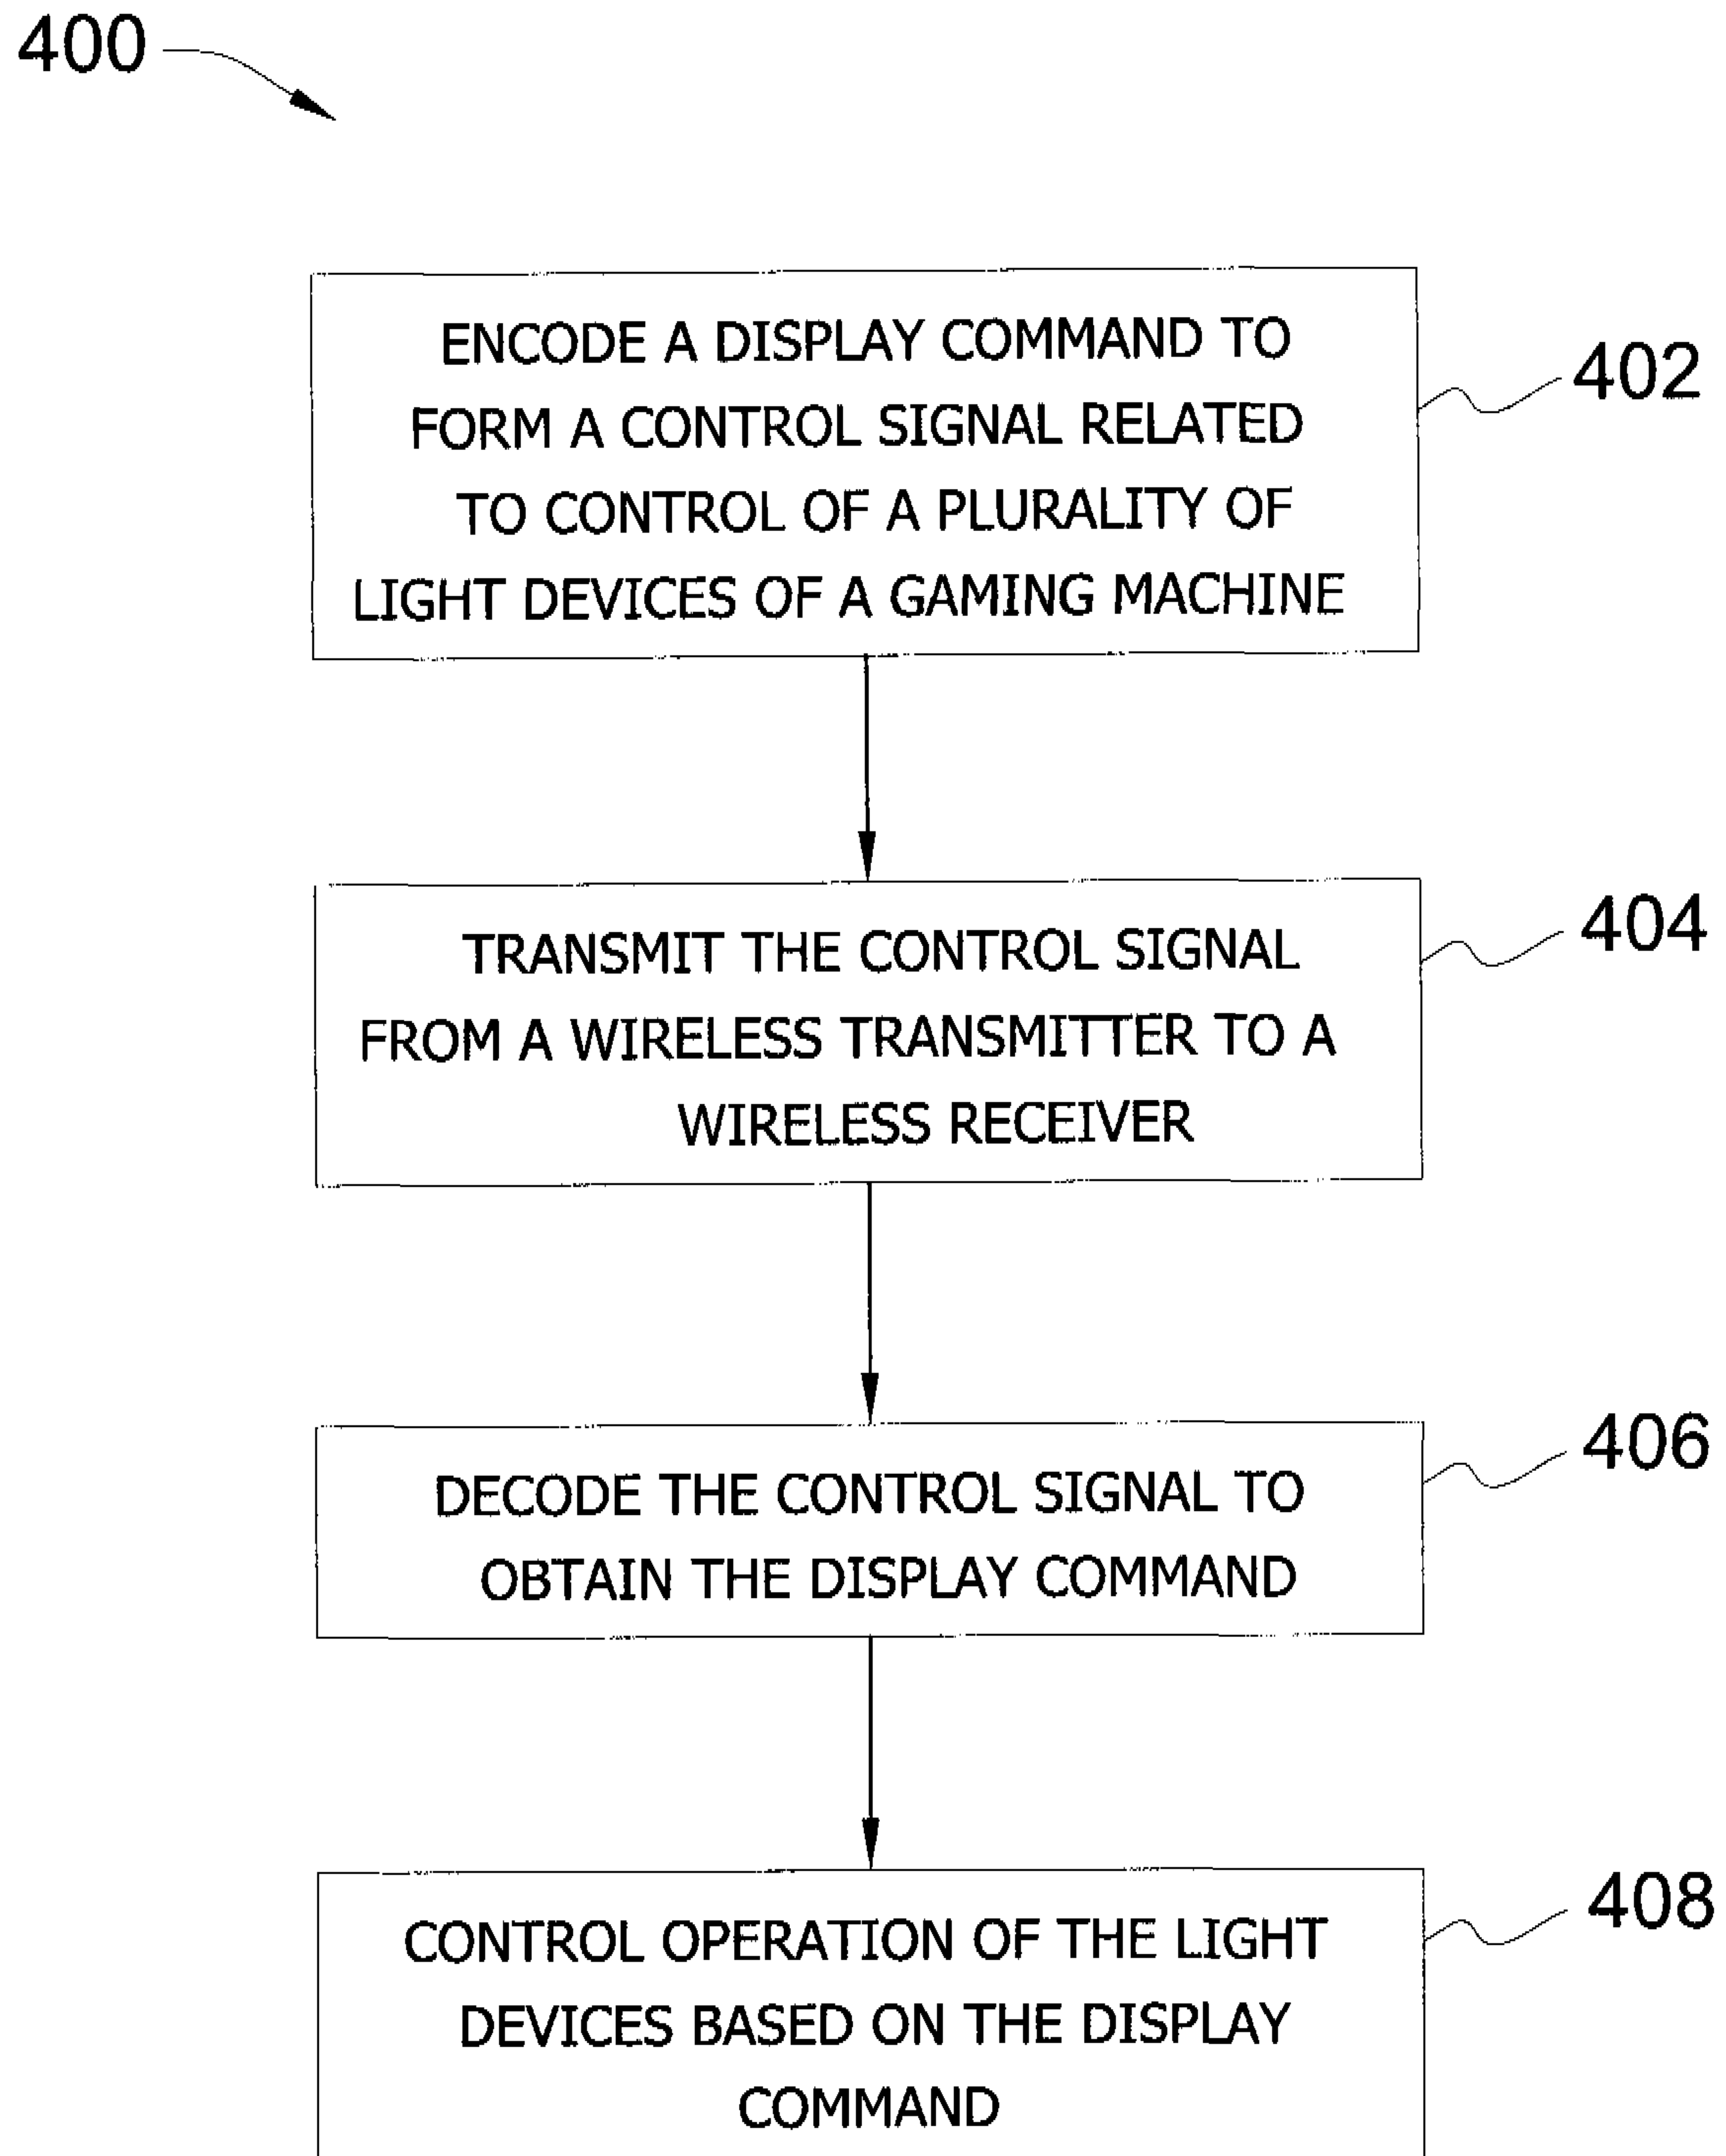 400
ENCODE A DISPLAY COMMAND TO
FORM A CONTROL SIGNAL RELATED
TO CONTROL OF A PLURALITY OF
LIGHT DEVICES OF A GAMING MACHINE
402
TRANSMIT THE CONTROL SIGNAL
FROM A WIRELESS TRANSMITTER TO A
WIRELESS RECEIVER
404
DECODE THE CONTROL SIGNAL TO
OBTAIN THE DISPLAY COMMAND
406
CONTROL OPERATION OF THE LIGHT
DEVICES BASED ON THE DISPLAY
COMMAND
408